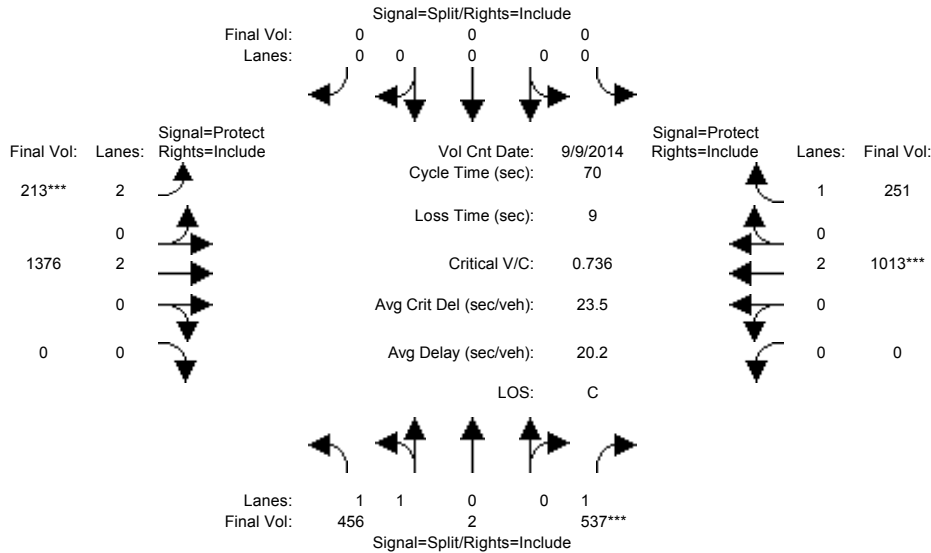 Signal=Split/Rights=Include
Final Vol: 0 0 0
Lanes: 0 0 0 0 0
Signal=Protect Signal=Protect
Final Vol: Lanes: Rights=Include Vol Cnt Date: 9/9/2014 Rights=Include Lanes: Final Vol:
Cycle Time (sec): 70
213*** 2 1 251
Loss Time (sec): 9
0 0
1376 2 Critical V/C: 0.736 2 1013***
0 Avg Crit Del (sec/veh): 23.5 0
0 0 Avg Delay (sec/veh): 20.2 0 0
LOS: C
Lanes: 1 1 0 0 1
Final Vol: 456 2 537***
Signal=Split/Rights=Include